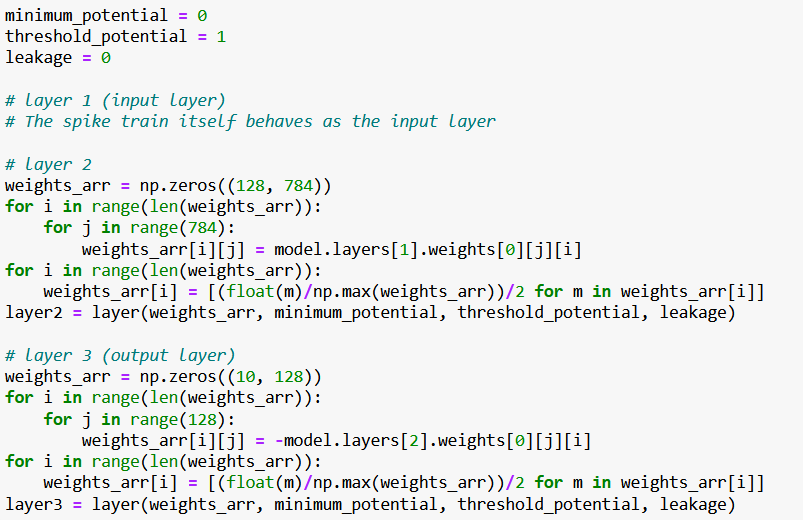 minimum_potential = 0
threshold_potential = 1
leakage = 0
# layer 1 (input layer)
# The spike train itself behaves as the input layer
# layer 2
weights_arr = np.zeros((128, 784))
for i in range(len(weights_arr)):
    for j in range(784):
        weights_arr[i][j] = model.layers[1].weights[0][j][i]
for i in range(len(weights_arr)):
    weights_arr[i] = [(float(m)/np.max(weights_arr))/2 for m in weights_arr[i]]
layer2 = layer(weights_arr, minimum_potential, threshold_potential, leakage)
# layer 3 (output layer)
weights_arr = np.zeros((10, 128))
for i in range(len(weights_arr)):
    for j in range(128):
        weights_arr[i][j] = -model.layers[2].weights[0][j][i]
for i in range(len(weights_arr)):
    weights_arr[i] = [(float(m)/np.max(weights_arr))/2 for m in weights_arr[i]]
layer3 = layer(weights_arr, minimum_potential, threshold_potential, leakage)